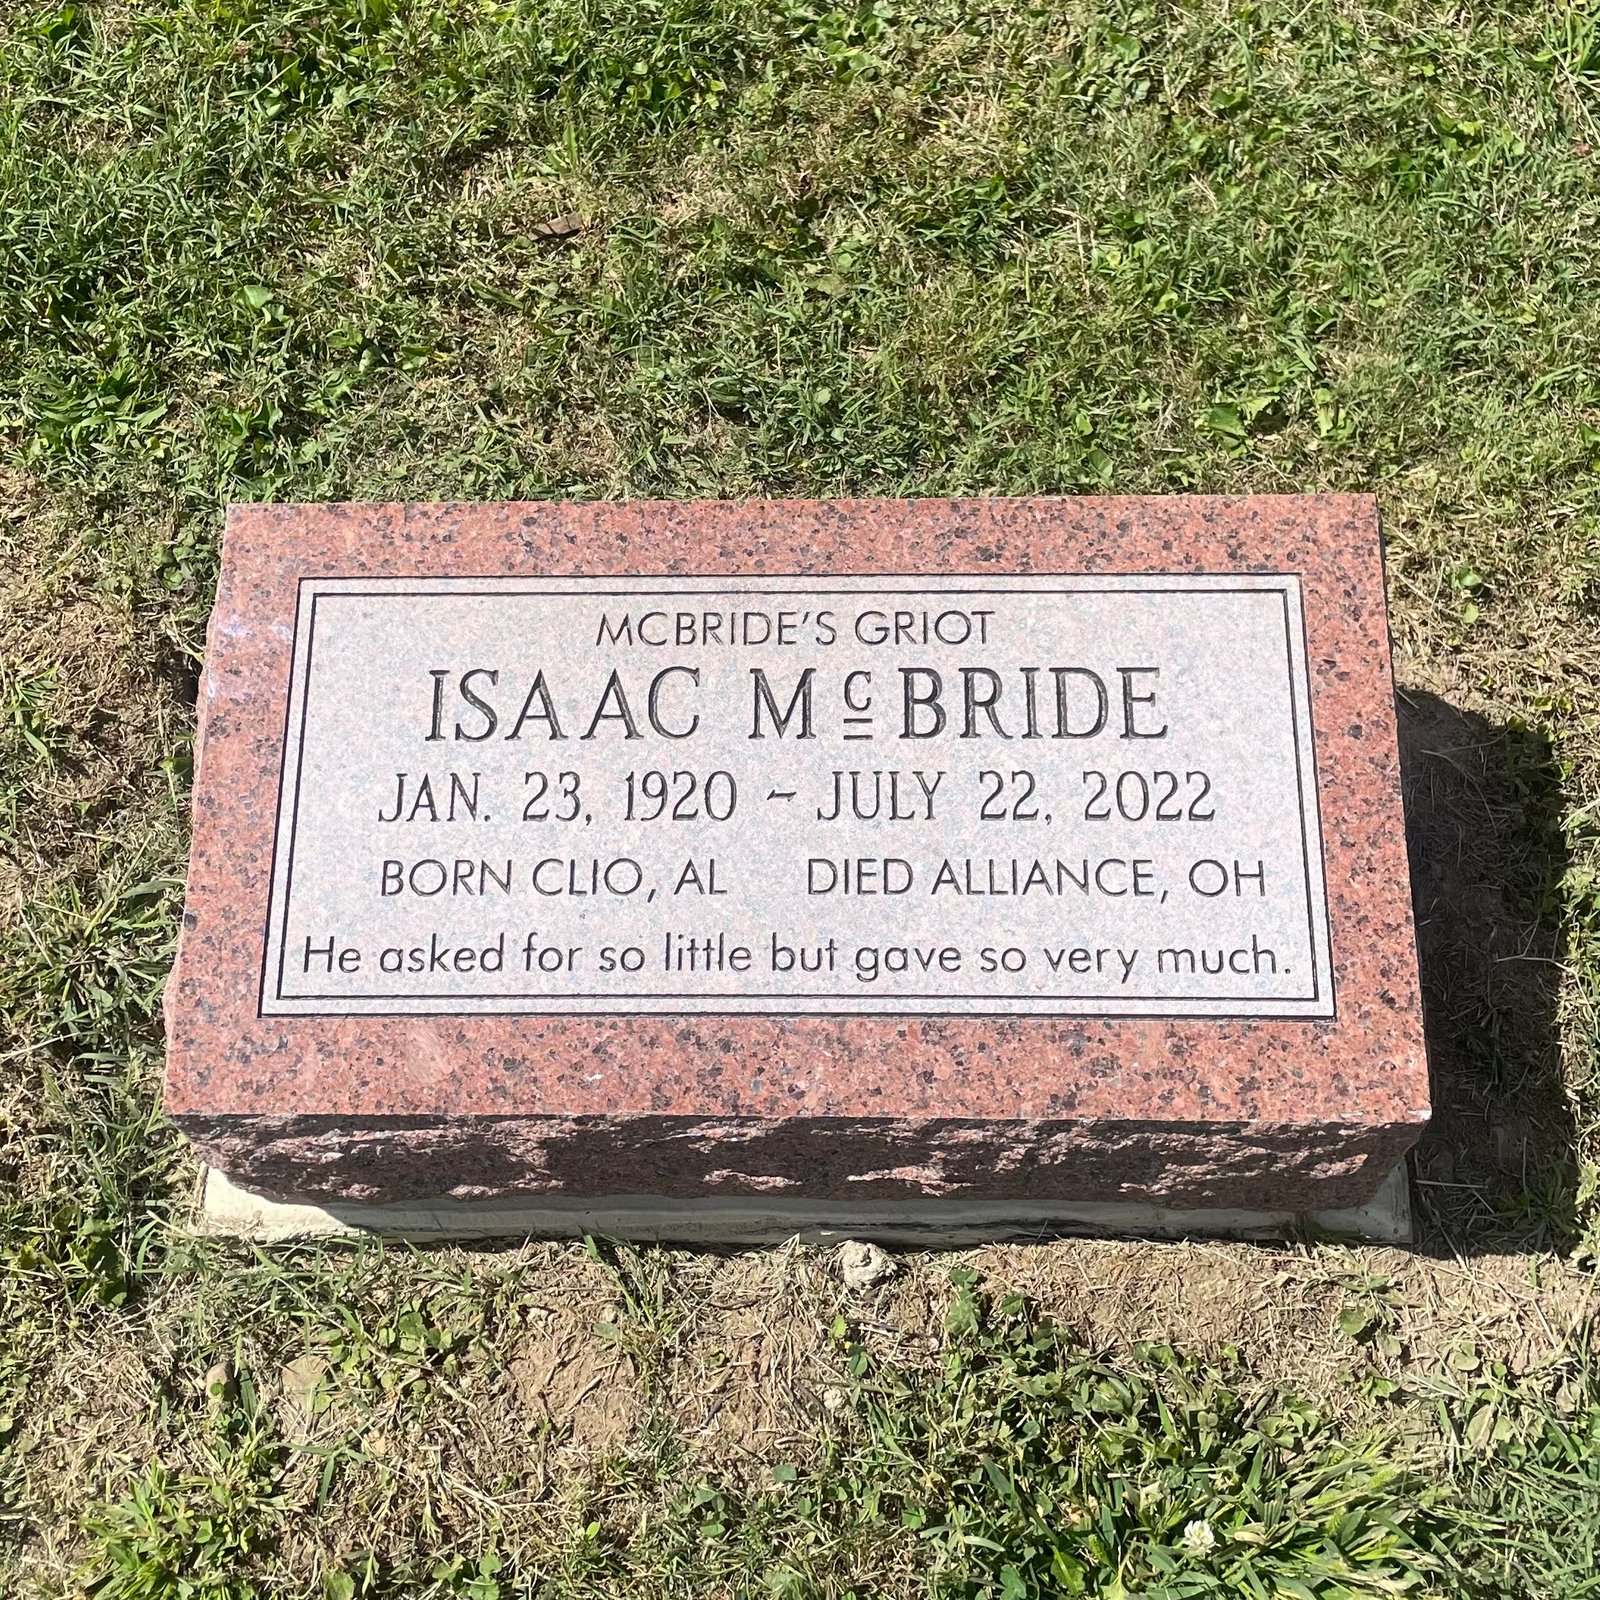 MCBRIDE'S GRIOT
ISAAC McBRIDE
JAN. 23, 1920 ~ JULY 22, 2022
BORN CLIO, AL DIED ALLIANCE, OH
He asked for so little but gave so very much.